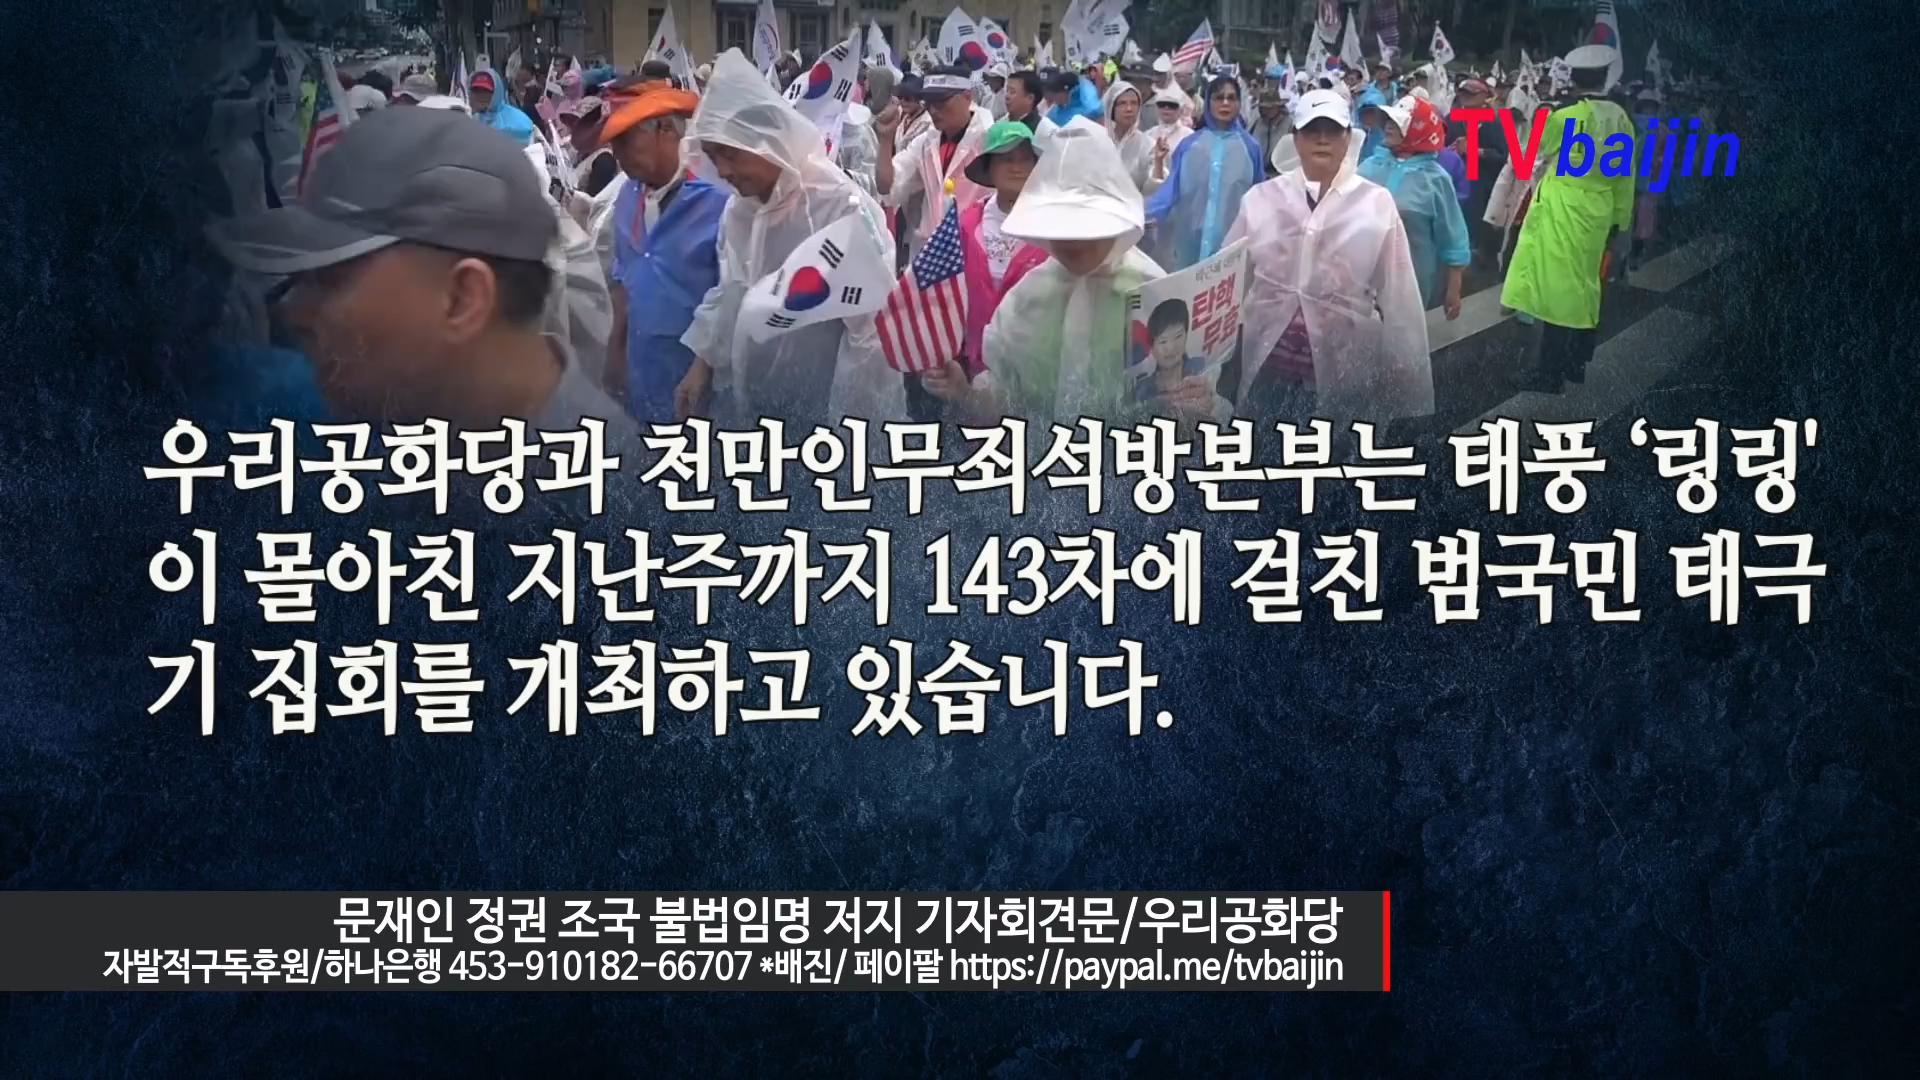 TV baijin
탄핵
무효
우리공화당과 천만인무죄석방본부는 태풍 ‘링링'
이 몰아친 지난주까지 143차에 걸친 범국민 태극
기 집회를 개최하고 있습니다.
문재인 정권 조국 불법임명 저지 기자회견문/우리공화당
자발적구독후원/하나은행 453-910182-66707 *배진/ 페이팔 https://paypal.me/tvbaijin